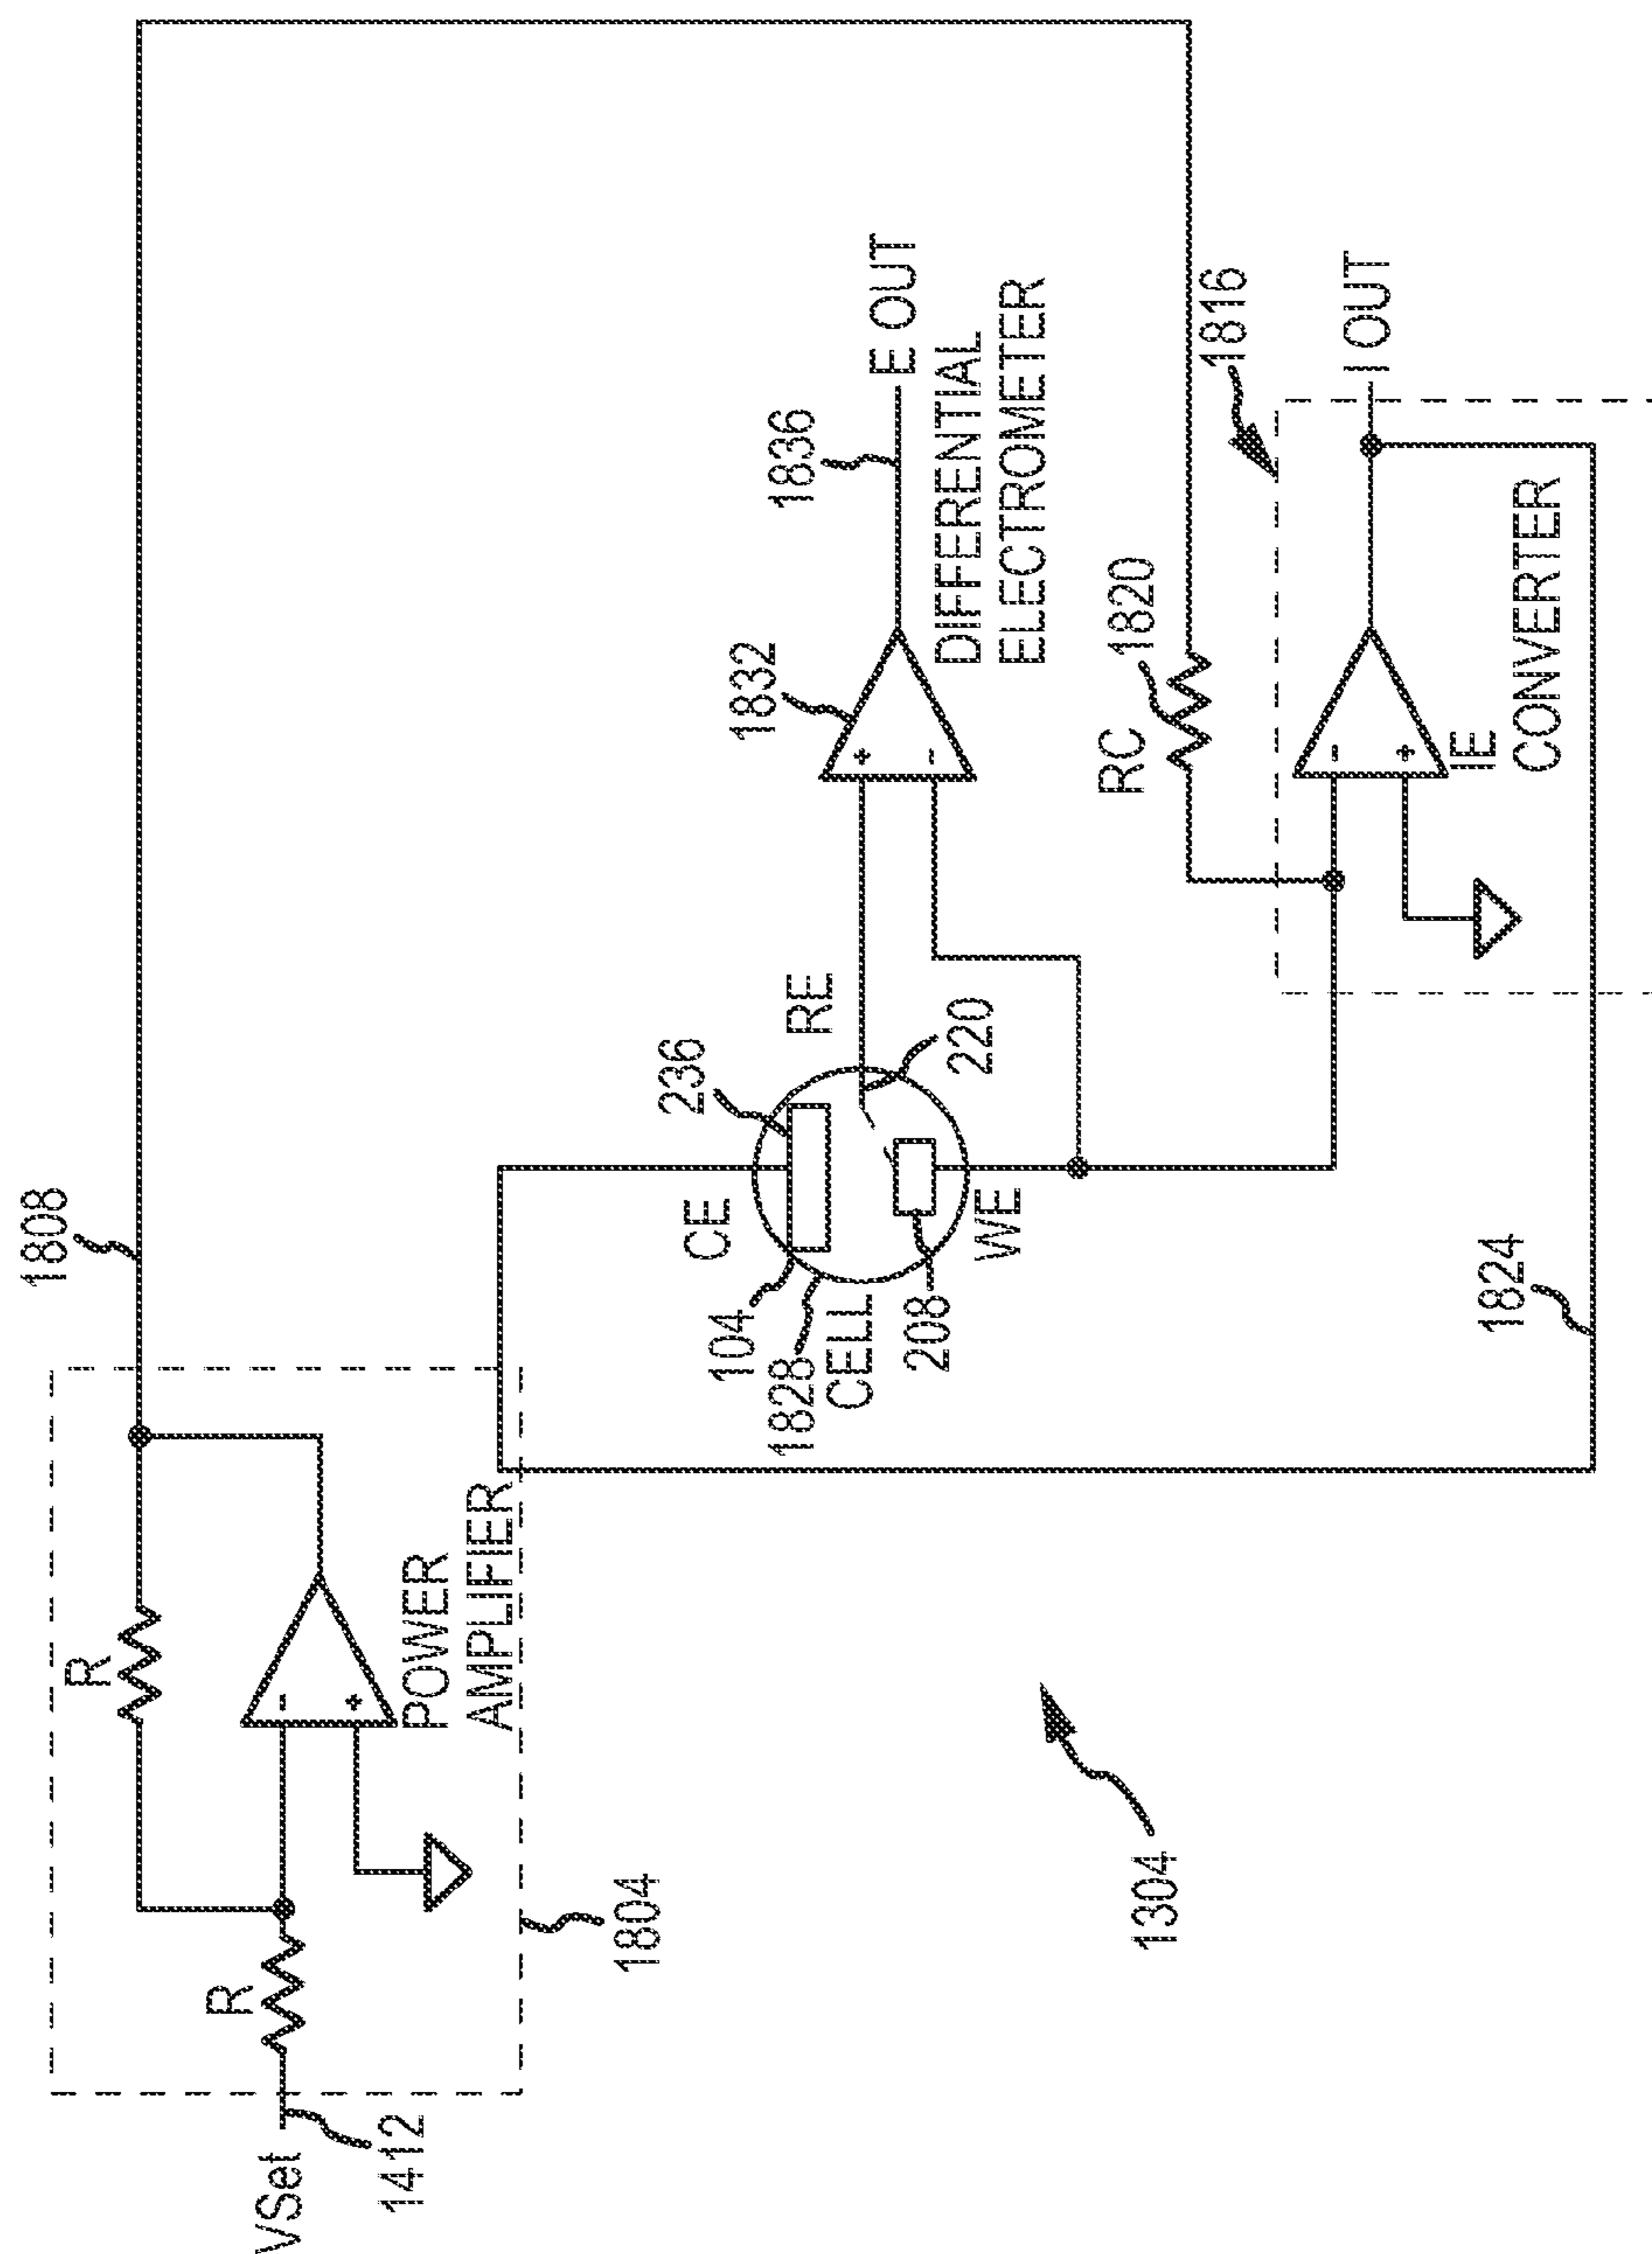 1808
R
POWER
AMPLIFIER
R
VSet
1412
1804
236
CE
RE
104
1828
CELL
208
WE
220
1832
1836
E OUT
DIFFERENTIAL
ELECTROMETER
RC
1820
1816
I OUT
IE
CONVERTER
1824
1304
- + + - - +